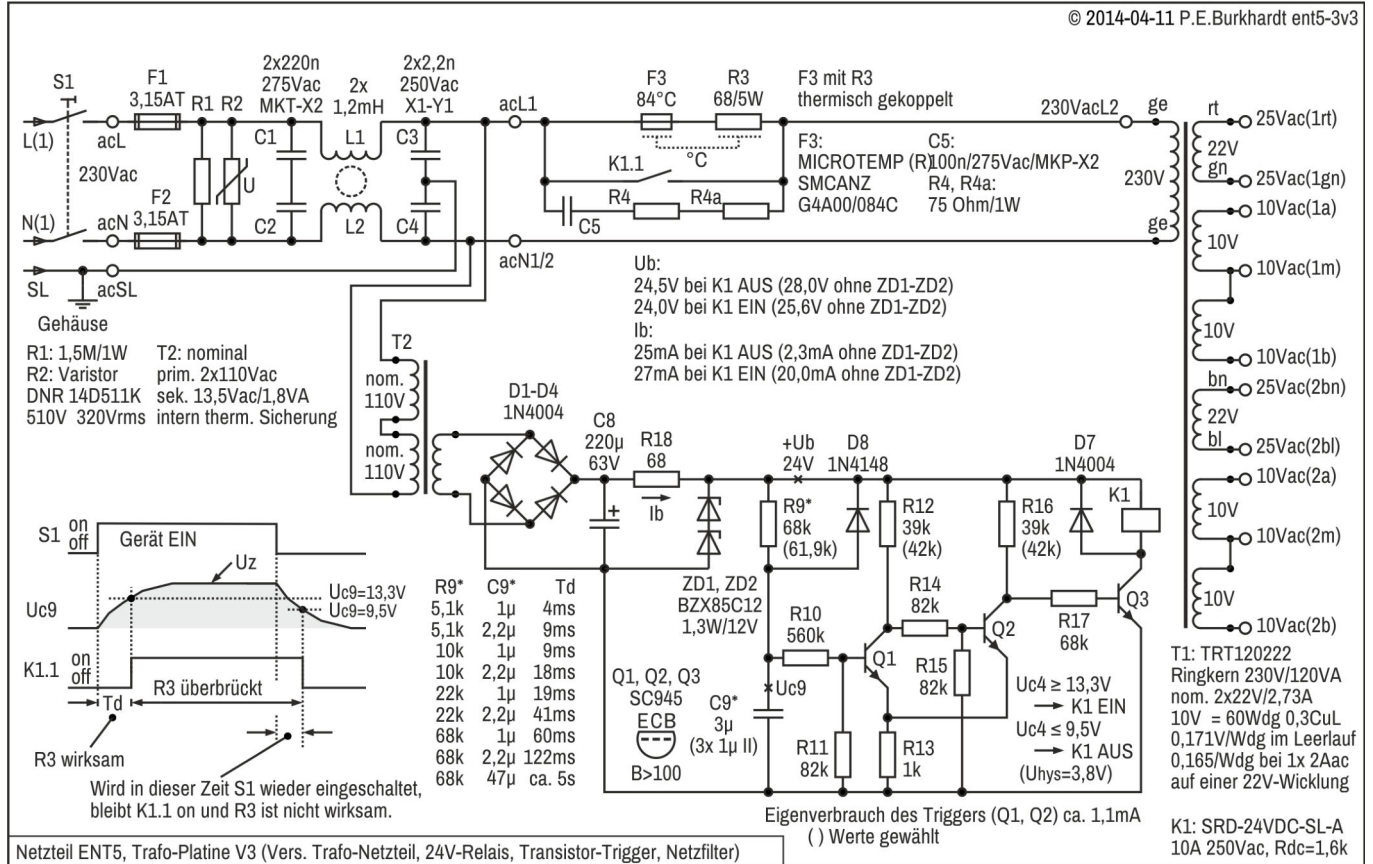 © 2014-04-11 P.E.Burkhardt ent5-3v3
S1
F1
3,15AT
R1 R2
2x220n
275Vac
MKT-X2
2x
1,2mH
2x2,2n
250Vac
X1-Y1
acL1
F3
84°C
R3
68/5W
F3 mit R3
thermisch gekoppelt
230VacL2
ge
rt
25Vac(1rt)
L(1)
acL
C1
L1
C3
°C
K1.1
F3:
MICROTEMP (R)
SMCANZ
G4A00/084C
C5:
100n/275Vac/MKP-X2
R4, R4a:
75 Ohm/1W
22V
gn
25Vac(1gn)
230Vac
U
230V
F2
3,15AT
R4
R4a
10Vac(1a)
N(1)
acN
C2
L2
C4
C5
ge
10V
acN1/2
10Vac(1m)
SL
acSL
Gehäuse
Ub:
24,5V bei K1 AUS (28,0V ohne ZD1-ZD2)
24,0V bei K1 EIN (25,6V ohne ZD1-ZD2)
Ib:
25mA bei K1 AUS (2,3mA ohne ZD1-ZD2)
27mA bei K1 EIN (20,0mA ohne ZD1-ZD2)
10V
10Vac(1b)
R1: 1,5M/1W
R2: Varistor
DNR 14D511K
510V 320Vrms
T2: nominal
prim. 2x110Vac
sek. 13,5Vac/1,8VA
intern therm. Sicherung
T2
nom.
110V
nom.
110V
D1-D4
1N4004
C8
220µ
63V
R18
68
Ib
+Ub
24V
D8
1N4148
D7
1N4004
bn
25Vac(2bn)
22V
bl
25Vac(2bl)
10Vac(2a)
10V
10Vac(2m)
10V
10Vac(2b)
+
R9*
68k
(61,9k)
R12
39k
(42k)
R16
39k
(42k)
K1
S1
on
off
Gerät EIN
Uz
Uc9=13,3V
Uc9=9,5V
Uc9
K1.1
on
off
Td
R3 überbrückt
R3 wirksam
Wird in dieser Zeit S1 wieder eingeschaltet,
bleibt K1.1 on und R3 ist nicht wirksam.
R9* C9* Td
5,1k 1µ 4ms
5,1k 2,2µ 9ms
10k 1µ 9ms
10k 2,2µ 18ms
22k 1µ 19ms
22k 2,2µ 41ms
68k 1µ 60ms
68k 2,2µ 122ms
68k 47µ ca. 5s
ZD1, ZD2
BZX85C12
1,3W/12V
Q1, Q2, Q3
SC945
ECB
B>100
R10
560k
R14
82k
Q1
Q2
Q3
R17
68k
R15
82k
Uc9
C9*
3µ
(3x 1µ II)
R11
82k
R13
1k
Uc4 ≥ 13,3V
K1 EIN
Uc4 ≤ 9,5V
K1 AUS
(Uhys=3,8V)
Eigenverbrauch des Triggers (Q1, Q2) ca. 1,1mA
( ) Werte gewählt
T1: TRT120222
Ringkern 230V/120VA
nom. 2x22V/2,73A
10V = 60Wdg 0,3CuL
0,171V/Wdg im Leerlauf
0,165/Wdg bei 1x 2Aac
auf einer 22V-Wicklung
K1: SRD-24VDC-SL-A
10A 250Vac, Rdc=1,6k
Netzteil ENT5, Trafo-Platine V3 (Vers. Trafo-Netzteil, 24V-Relais, Transistor-Trigger, Netzfilter)